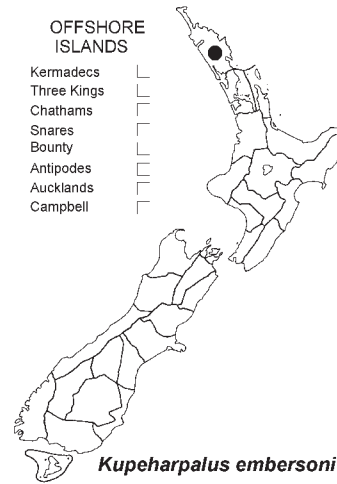 OFFSHORE
ISLANDS
Kermadecs
Three Kings
Chathams
Snares
Bounty
Antipodes
Aucklands
Campbell
Kupeharpalus embersoni